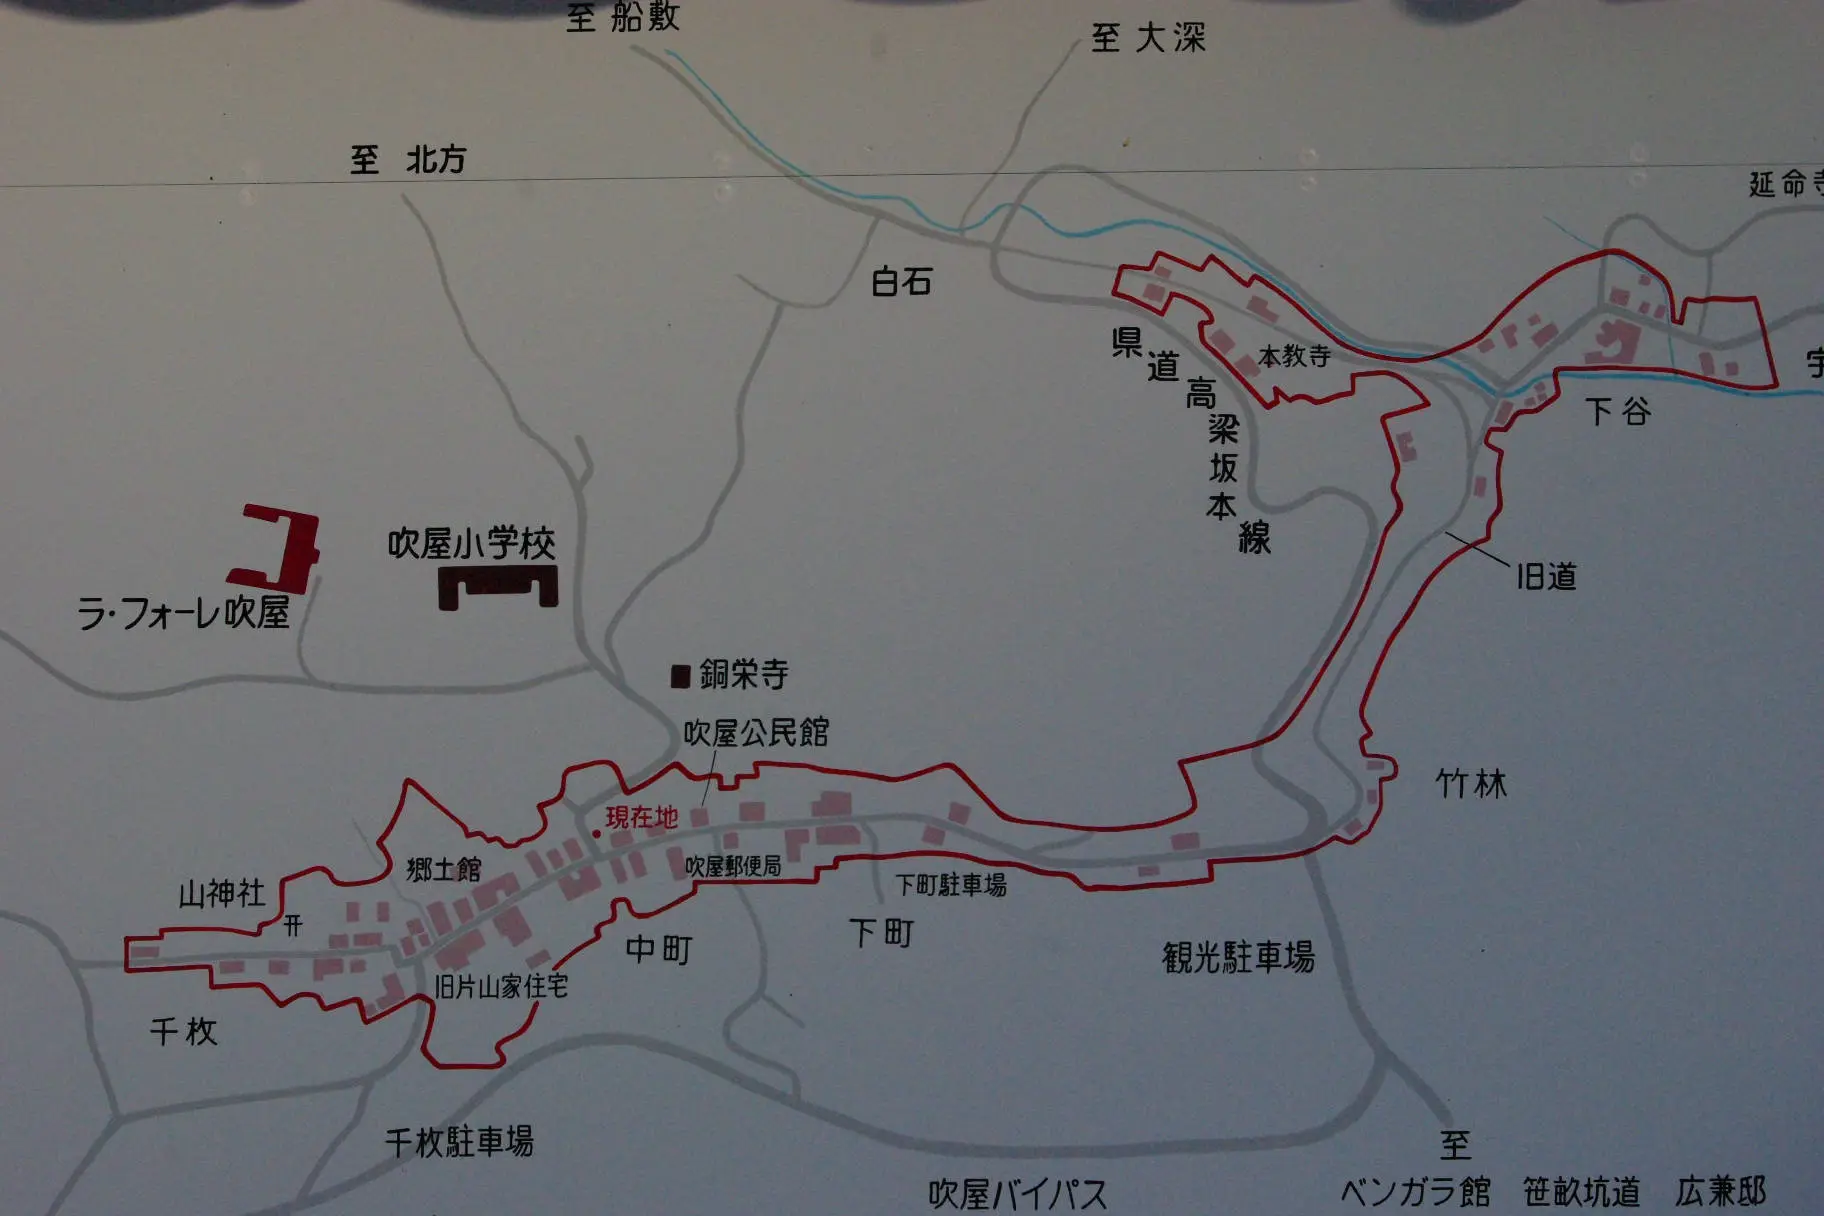 至 船敷
至 大深
至 北方
延命寺
白石
県道高梁坂本線
本教寺
下谷
吹屋小学校
旧道
ラ・フォーレ吹屋
銅栄寺
吹屋公民館
竹林
現在地
郷土館
吹屋郵便局
山神社
下町駐車場
下町
中町
観光駐車場
旧片山家住宅
千枚
千枚駐車場
至
吹屋バイパス
ベンガラ館 笹畝坑道 広兼邸